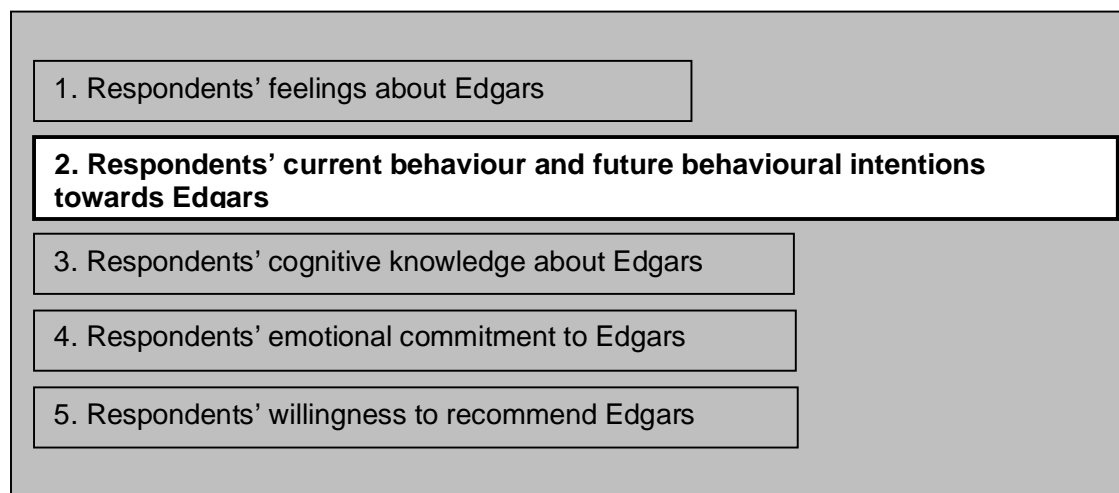 1. Respondents’ feelings about Edgars
2. Respondents’ current behaviour and future behavioural intentions
towards Edgars
3. Respondents’ cognitive knowledge about Edgars
4. Respondents’ emotional commitment to Edgars
5. Respondents’ willingness to recommend Edgars